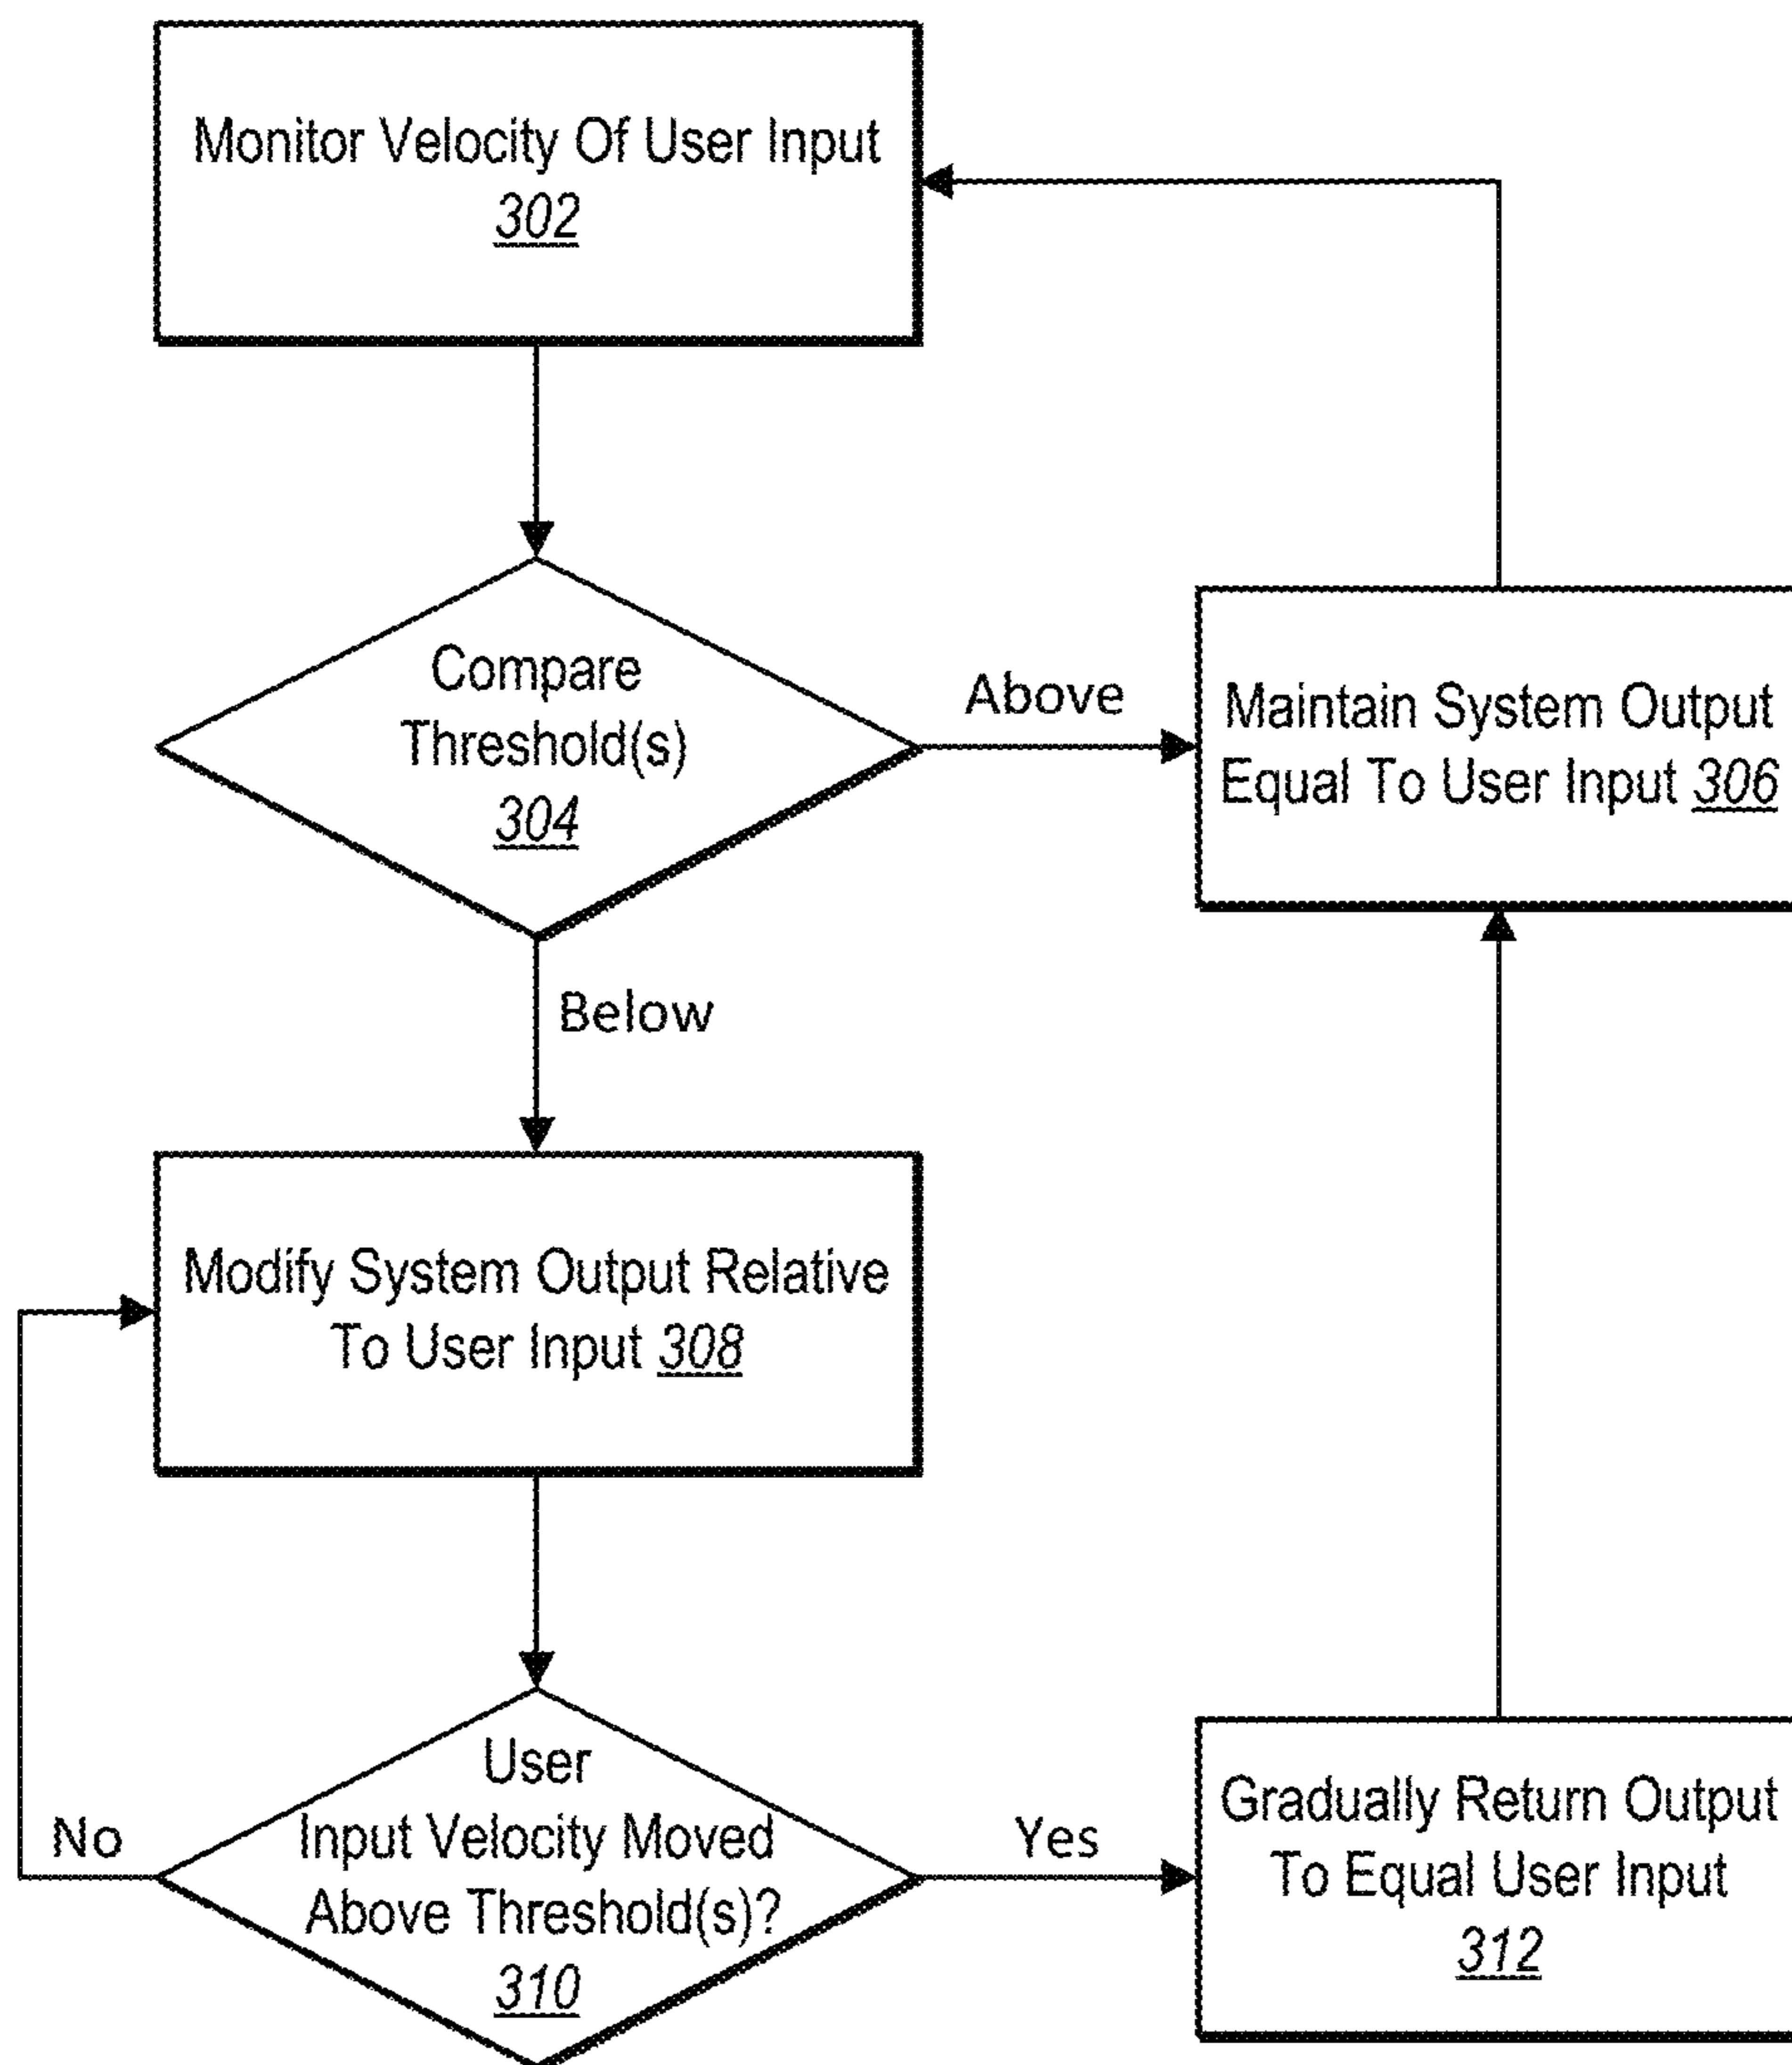 Monitor Velocity Of User Input
302
Compare
Threshold(s)
304
Above
Maintain System Output
Equal To User Input 306
Below
Modify System Output Relative
To User Input 308
User
Input Velocity Moved
Above Threshold(s)?
310
No
Yes
Gradually Return Output
To Equal User Input
312